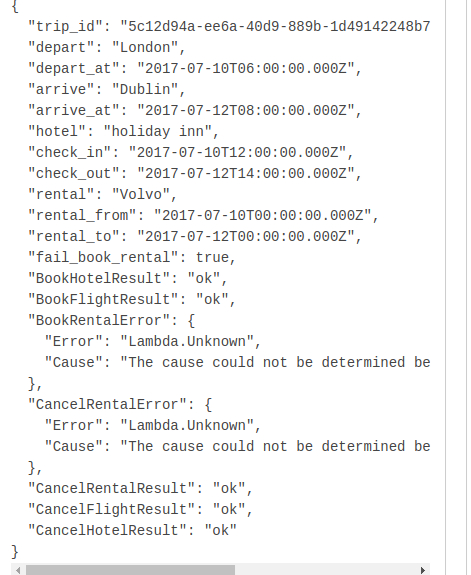 {
"trip_id": "5c12d94a-ee6a-40d9-889b-1d49142248b7
"depart": "London",
"depart_at": "2017-07-10T06:00:00.000Z",
"arrive": "Dublin",
"arrive_at": "2017-07-12T08:00:00.000Z",
"hotel": "holiday inn",
"check_in": "2017-07-10T12:00:00.000Z",
"check_out": "2017-07-12T14:00:00.000Z",
"rental": "Volvo",
"rental_from": "2017-07-10T00:00:00.000Z",
"rental_to": "2017-07-12T00:00:00.000Z",
"fail_book_rental": true,
"BookHotelResult": "ok",
"BookFlightResult": "ok",
"BookRentalError": {
"Error": "Lambda.Unknown",
"Cause": "The cause could not be determined be
},
"CancelRentalError": {
"Error": "Lambda.Unknown",
"Cause": "The cause could not be determined be
},
"CancelRentalResult": "ok",
"CancelFlightResult": "ok",
"CancelHotelResult": "ok"
}